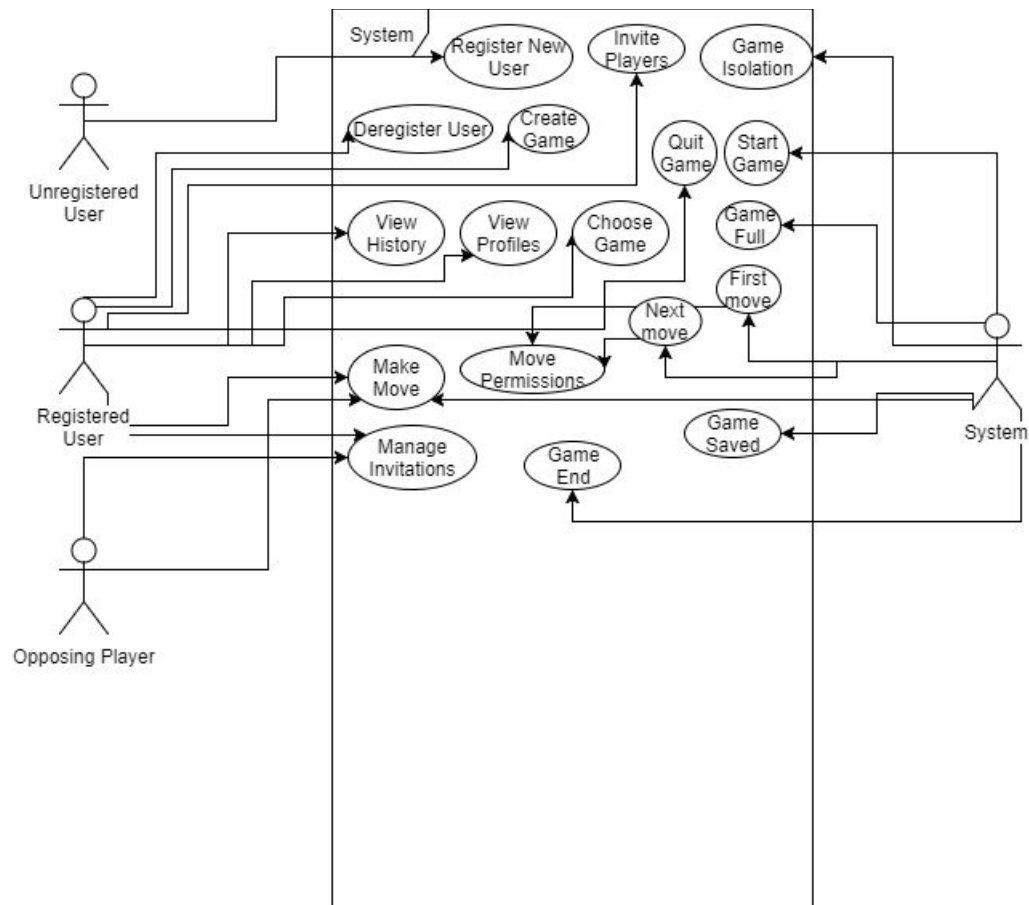 System
Register New
User
Invite
Players
Game
Isolation
Unregistered
User
Deregister User
Create
Game
Quit
Game
Start
Game
View
History
View
Profiles
Choose
Game
Game
Full
First
move
Next
move
Registered
User
Make
Move
Move
Permissions
System
Manage
Invitations
Game
Saved
Game
End
Opposing Player